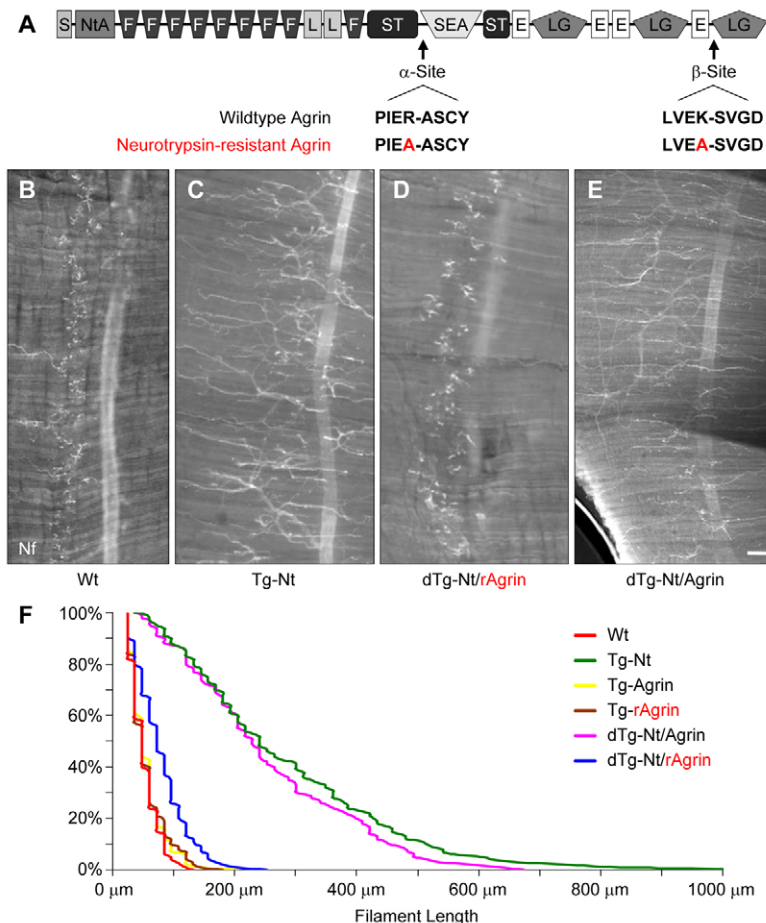 A
S NtA F F F F F F F F L L F ST SEA ST E LG E E LG E LG
α-Site β-Site
Wildtype Agrin PIER-ASCY LVEK-SVGD
Neurotrypsin-resistant Agrin PIEA-ASCY LVEA-SVGD
B C D E
Nf
Wt Tg-Nt dTg-Nt/rAgrin dTg-Nt/Agrin
F
100%
80%
60%
40%
20%
0%
Wt
Tg-Nt
Tg-Agrin
Tg-rAgrin
dTg-Nt/Agrin
dTg-Nt/rAgrin
0 µm 200 µm 400 µm 600 µm 800 µm 1000 µm
Filament Length